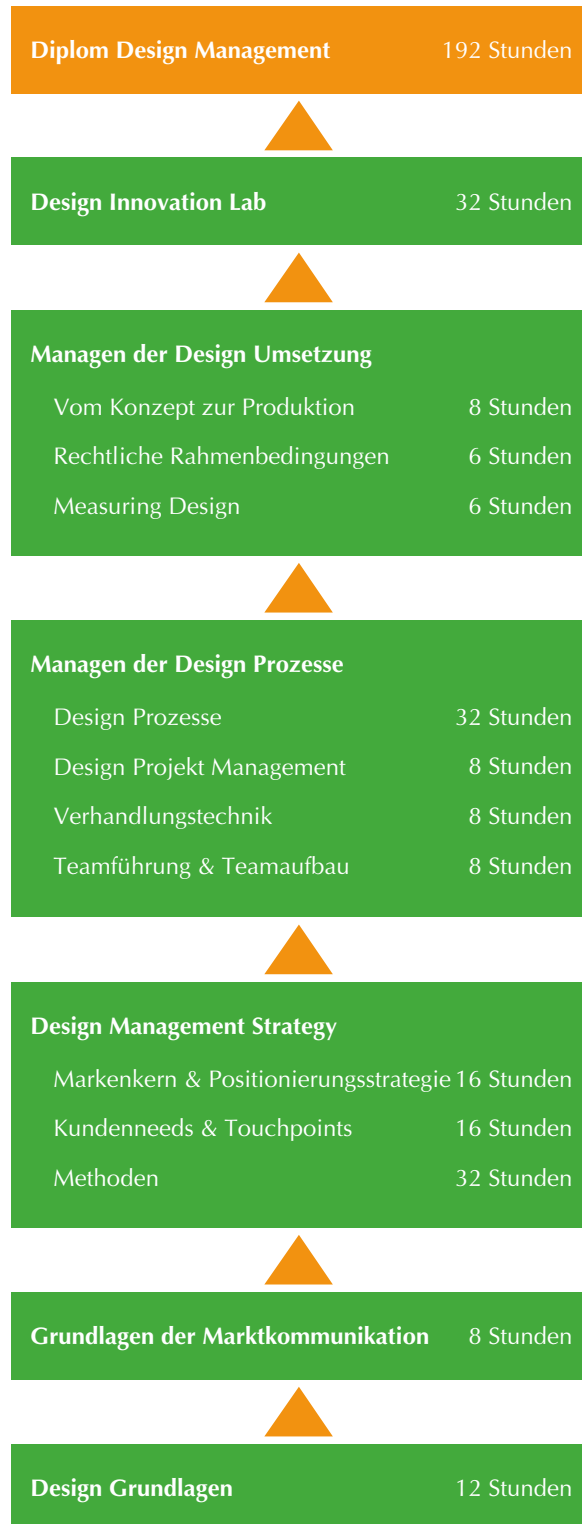 Diplom Design Management 192 Stunden
Design Innovation Lab 32 Stunden
Managen der Design Umsetzung
Vom Konzept zur Produktion 8 Stunden
Rechtliche Rahmenbedingungen 6 Stunden
Measuring Design 6 Stunden
Managen der Design Prozesse
Design Prozesse 32 Stunden
Design Projekt Management 8 Stunden
Verhandlungstechnik 8 Stunden
Teamführung & Teamaufbau 8 Stunden
Design Management Strategy
Markenkern & Positionierungsstrategie 16 Stunden
Kundenneeds & Touchpoints 16 Stunden
Methoden 32 Stunden
Grundlagen der Marktkommunikation 8 Stunden
Design Grundlagen 12 Stunden